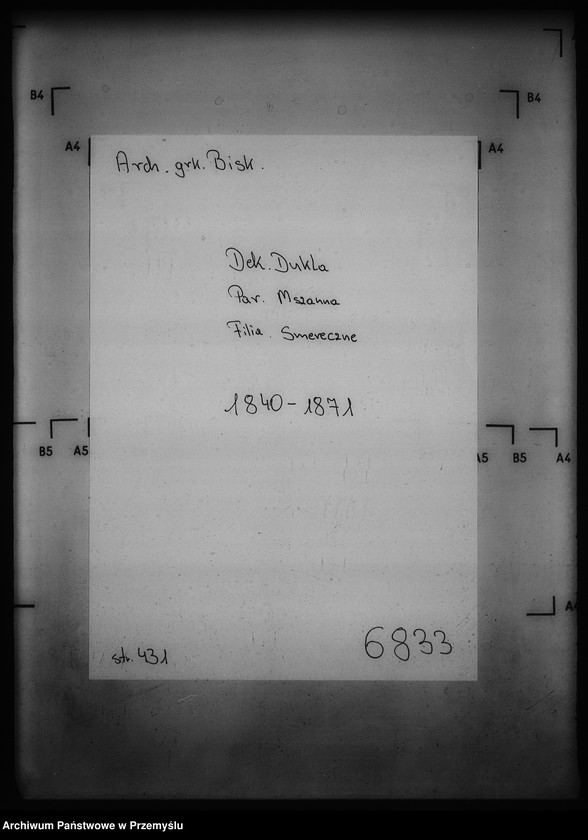 B4
B4
A4
A4
Arch. grk. Bisk.
Dek. Dukla
Par. Mszanna
Filia. Smereczne
1840-1871
B5 A5
A5 B5 A4
A
str. 431
6833
Archiwum Państwowe w Przemyślu